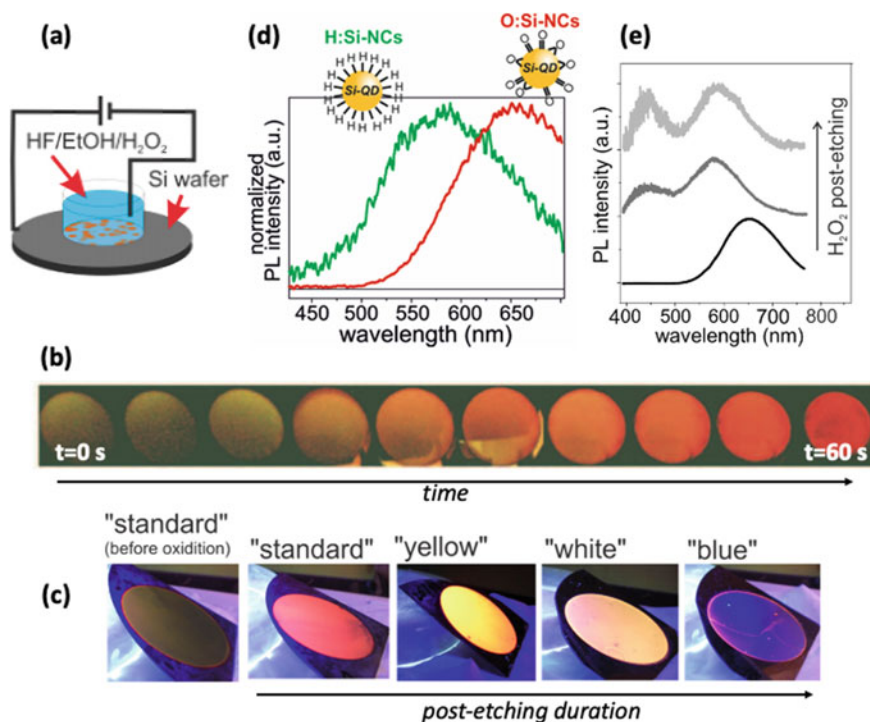 (a)
HF/EtOH/H₂O₂
Si wafer
(d)
H:Si-NCs
O:Si-NCs
H H H H H H H H H H H H H H H
Si-QD
O O O O O O O O
Si-QD
normalized
PL intensity (a.u.)
450 500 550 600 650
wavelength (nm)
(e)
PL intensity (a.u.)
H₂O₂ post-etching
400 500 600 700 800
wavelength (nm)
(b)
t=0 s
t=60 s
time
(c)
"standard"
(before oxidition)
"standard"
"yellow"
"white"
"blue"
post-etching duration